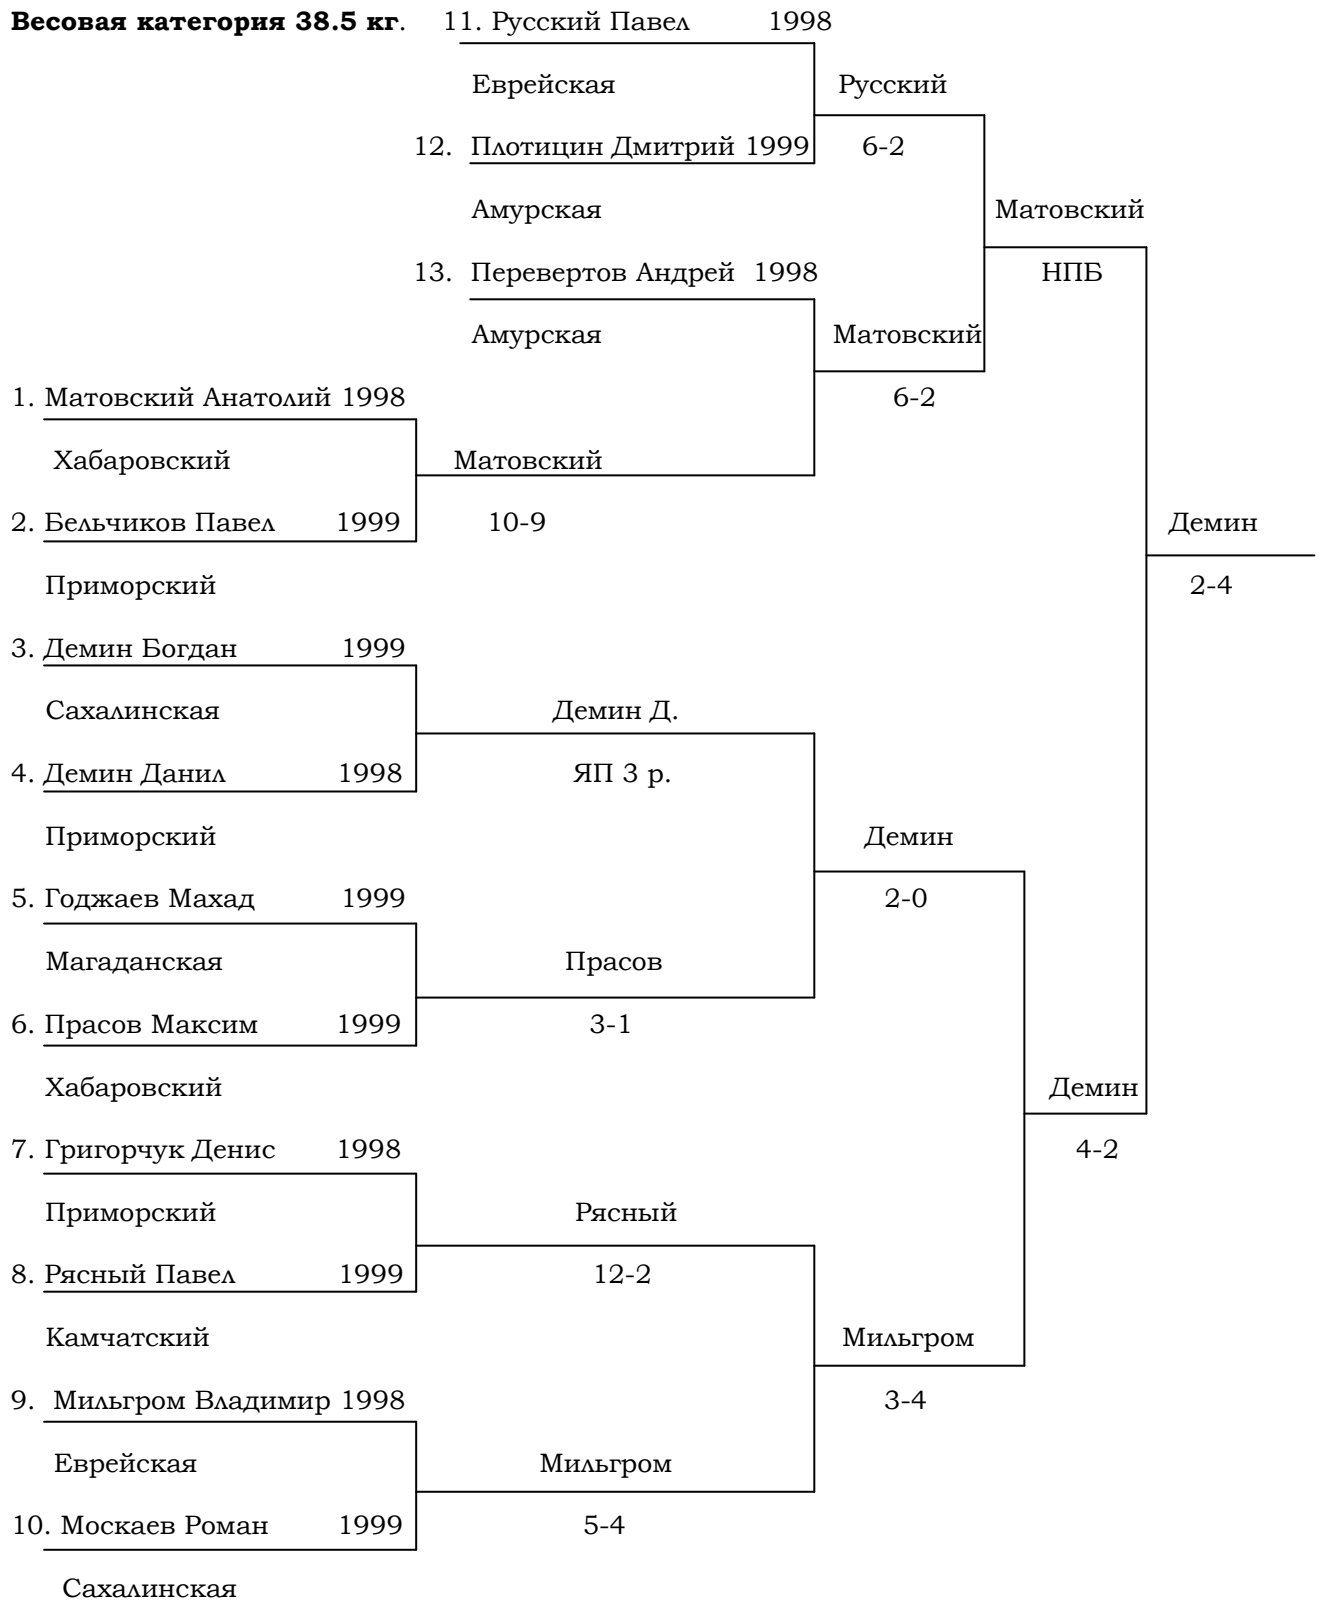 Весовая категория 38.5 кг. 11. Русский Павел 1998
Еврейская Русский
12. Плотицин Дмитрий 1999 6-2
Амурская Матовский
13. Перевертов Андрей 1998 НПБ
Амурская Матовский
1. Матовский Анатолий 1998 6-2
Хабаровский Матовский
2. Бельчиков Павел 1999 10-9 Демин
Приморский 2-4
3. Демин Богдан 1999
Сахалинская Демин Д.
4. Демин Данил 1998 ЯП 3 р.
Приморский Демин
5. Годжаев Махад 1999 2-0
Магаданская Прасов
6. Прасов Максим 1999 3-1
Хабаровский Демин
7. Григорчук Денис 1998 4-2
Приморский Рясный
8. Рясный Павел 1999 12-2
Камчатский Мильгром
9. Мильгром Владимир 1998 3-4
Еврейская Мильгром
10. Москаев Роман 1999 5-4
Сахалинская